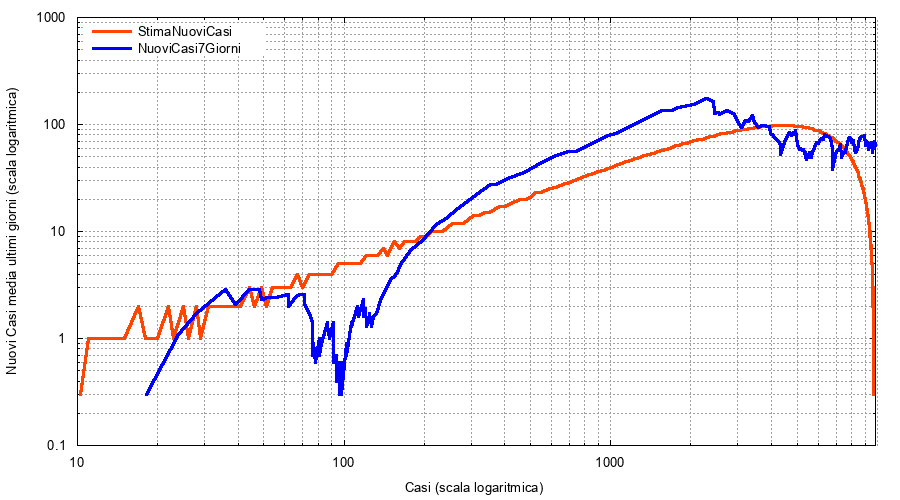 StimaNuoviCasi
NuoviCasi7Giorni
Nuovi Casi media ultimi giorni (scala logaritmica)
1000
100
10
1
0.1
10
100
1000
Casi (scala logaritmica)